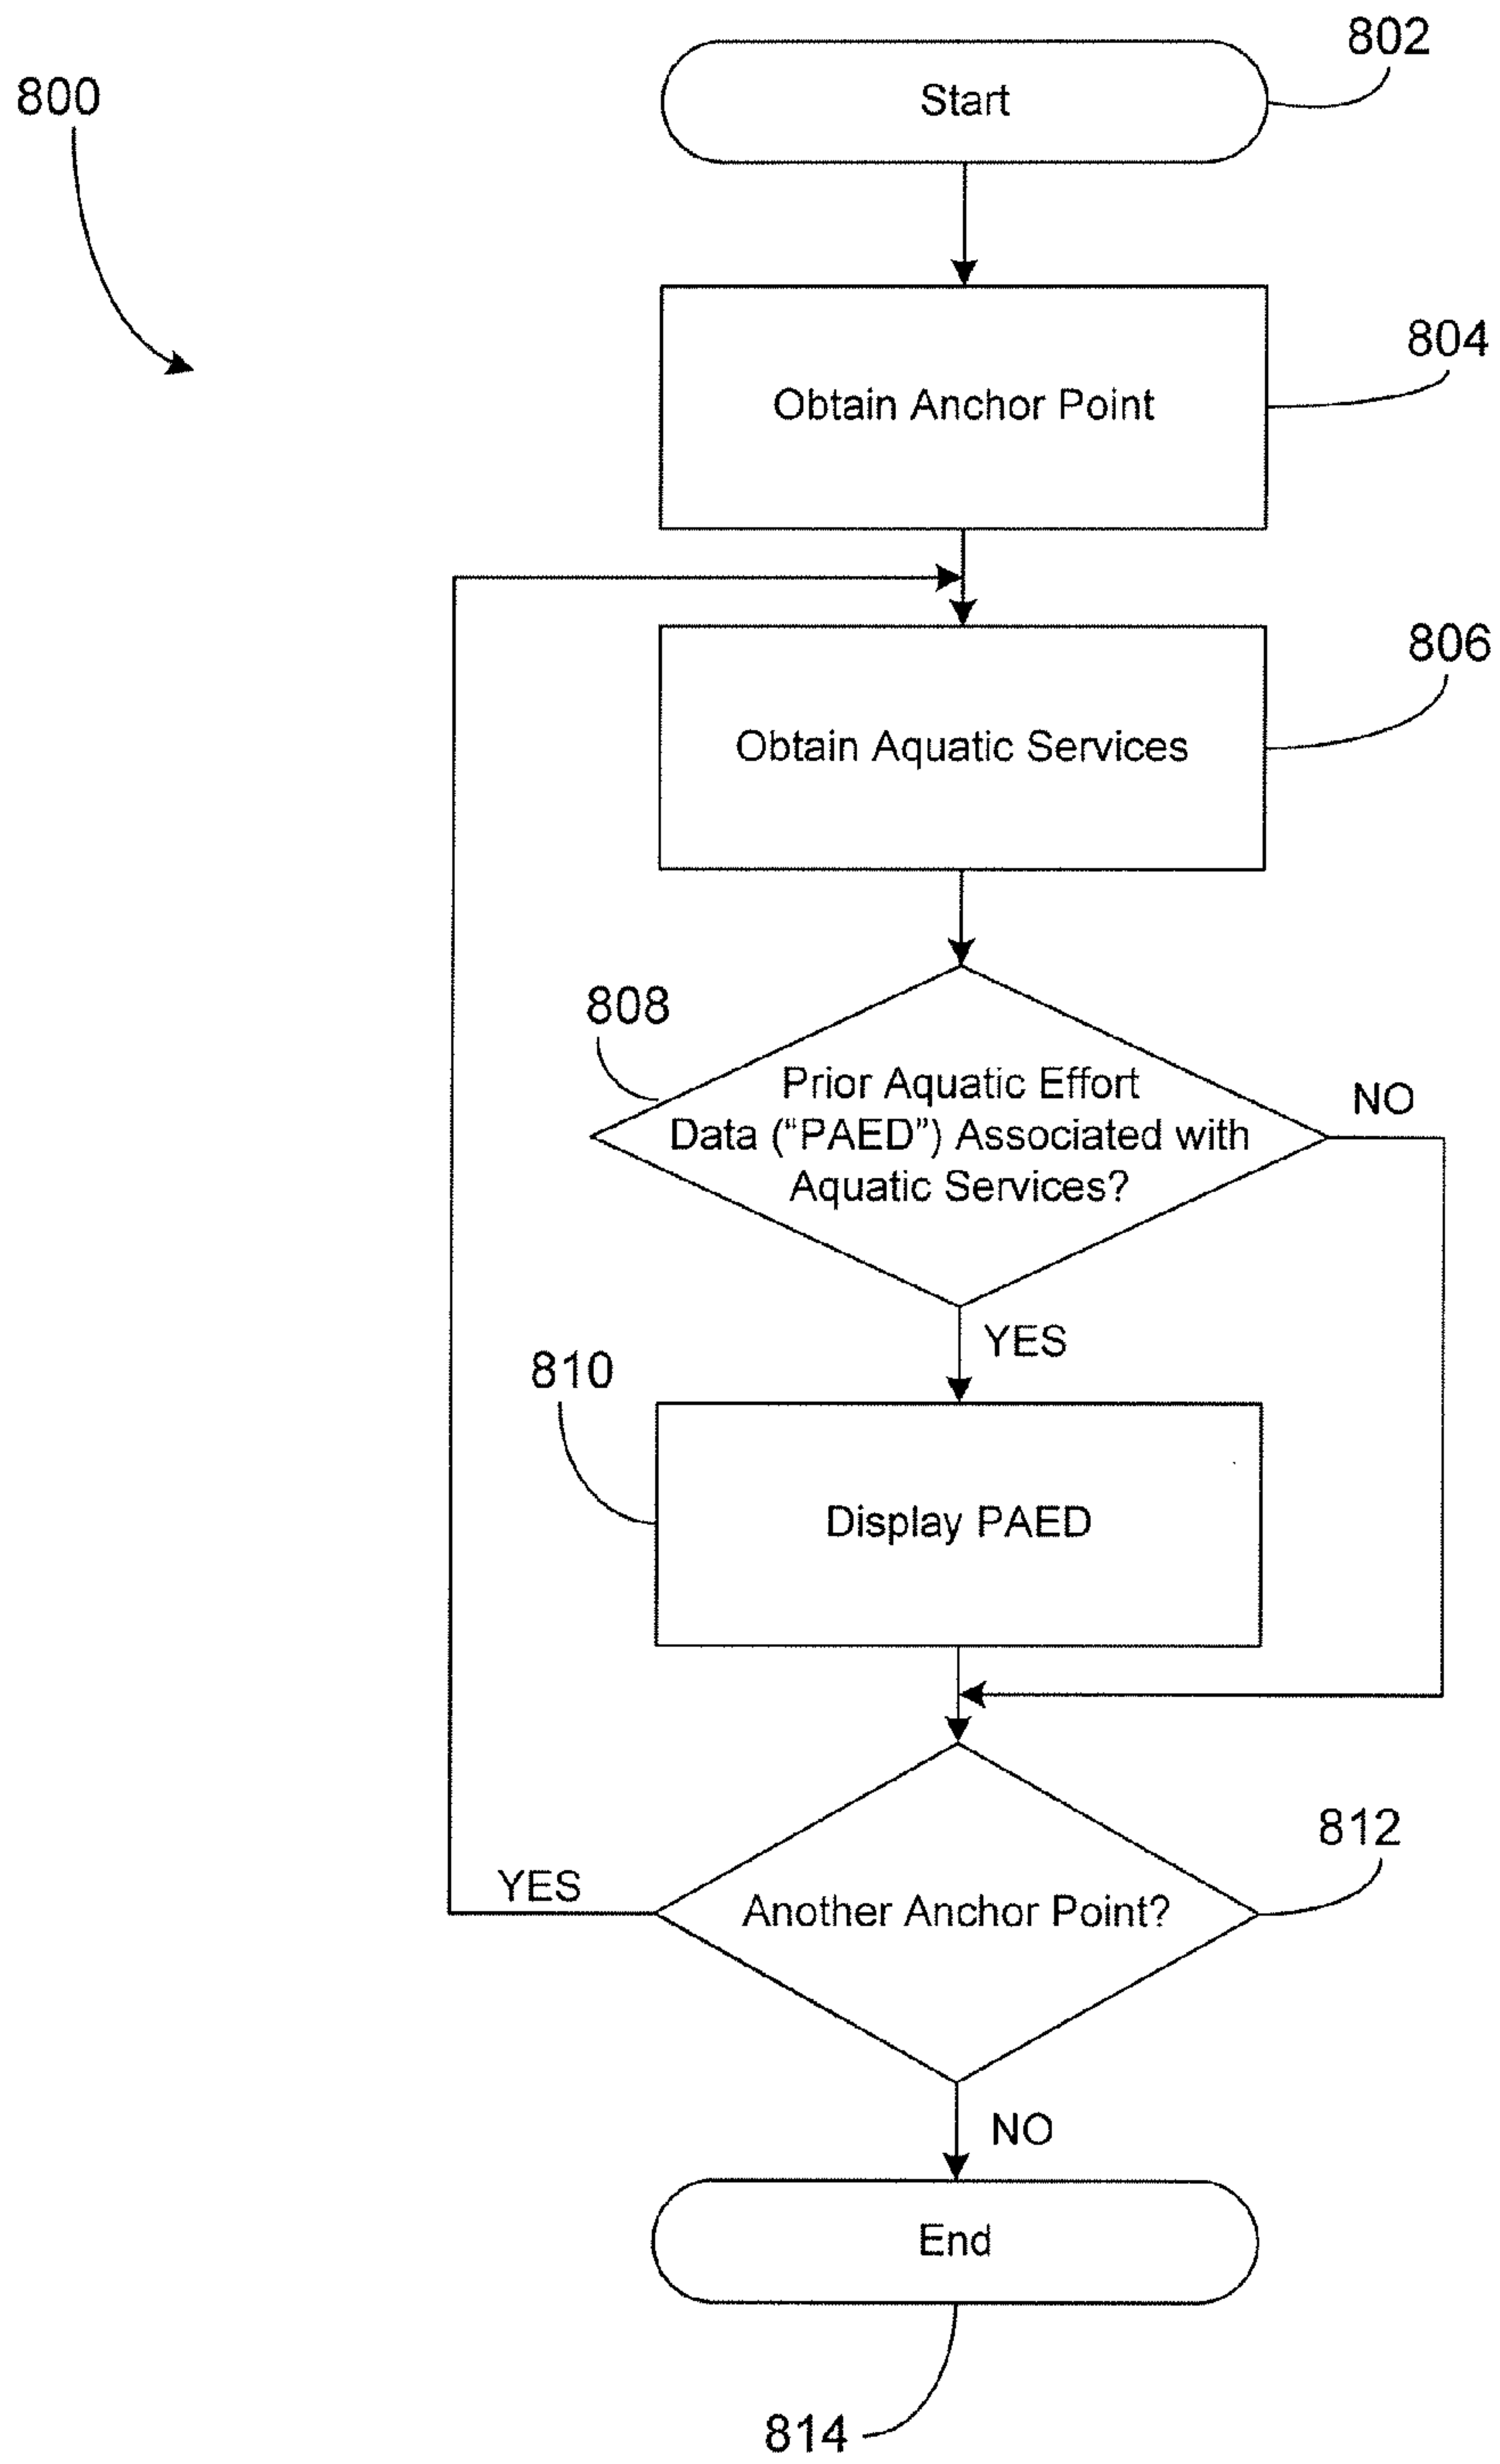 802
800
Start
804
Obtain Anchor Point
806
Obtain Aquatic Services
808
Prior Aquatic Effort
Data (“PAED”) Associated with
Aquatic Services?
NO
YES
810
Display PAED
812
YES
Another Anchor Point?
NO
End
814